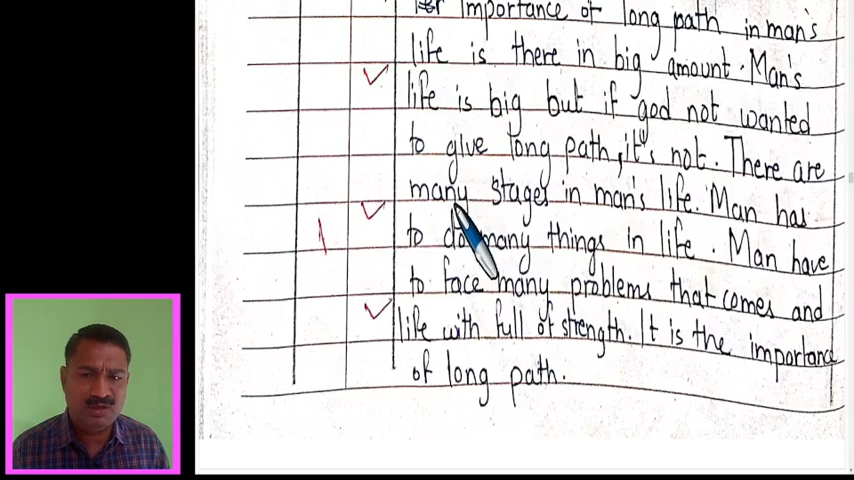 importance of long path in man's
life is there in big amount. Man's
life is big but if god not wanted
to give long path, it's not. There are
many stages in man's life. Man has
to do many things in life. Man have
to face many problems that comes and
life with full of strength. It is the importance
of long path.
1